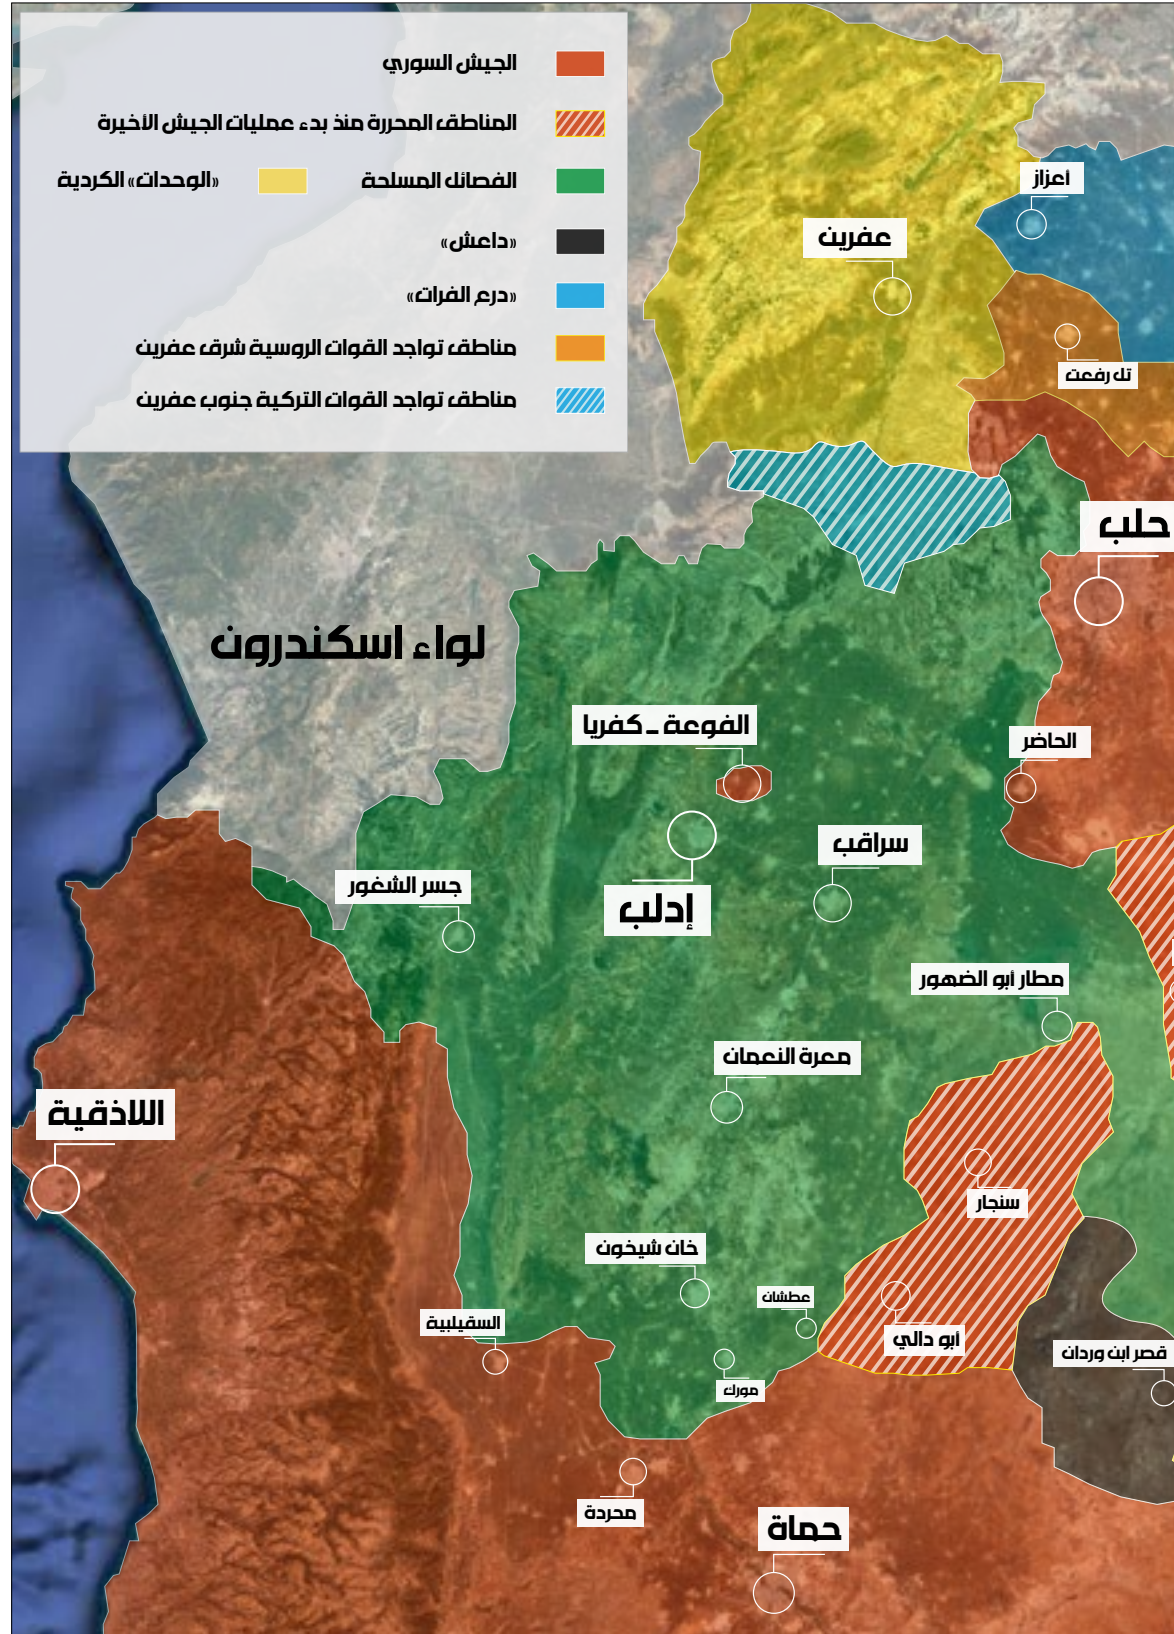 الجيش السوري
المناطق المحررة منذ بدء عمليات الجيش الأخيرة
الفصائل المسلحة
«الوحدات» الكردية
«داعش»
«درع الفرات»
مناطق تواجد القوات الروسية شرق عفرين
مناطق تواجد القوات التركية جنوب عفرين
أعزاز
عفرين
تل رفعت
حلب
لواء اسكندرون
الفوعة _ كفريا
الحاضر
سراقب
جسر الشغور
إدلب
مطار أبو الضهور
معرة النعمان
اللاذقية
سنجار
خان شيخون
عطشان
السقيلبية
أبو دالي
قصر ابن وردان
مورك
محردة
حماة